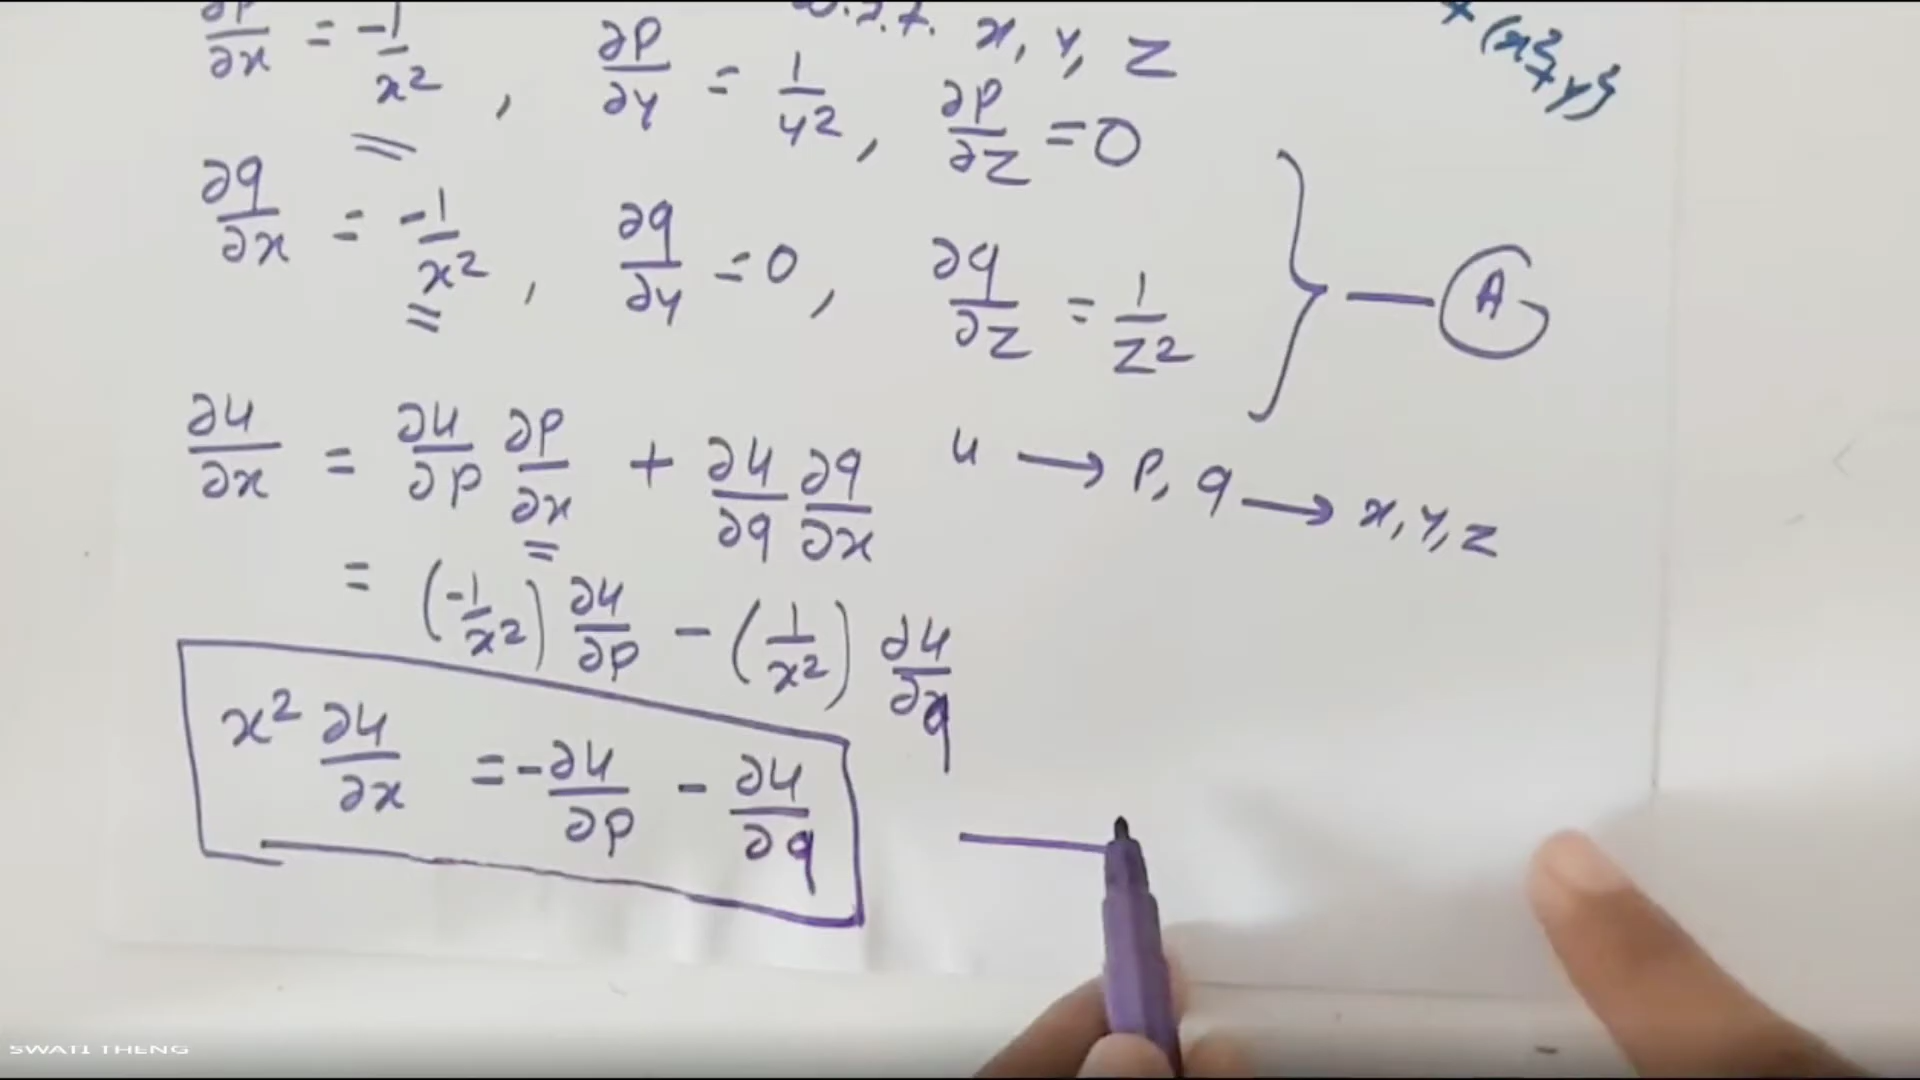 w.r.t. x, y, z
∂p/∂x = -1/x² , ∂p/∂y = 1/y² , ∂p/∂z = 0
∂q/∂x = -1/x² , ∂q/∂y = 0 , ∂q/∂z = 1/z² } — A
∂u/∂x = ∂u/∂p ∂p/∂x + ∂u/∂q ∂q/∂x
u → p, q → x, y, z
= (-1/x²) ∂u/∂p - (1/x²) ∂u/∂q
x² ∂u/∂x = -∂u/∂p - ∂u/∂q
SWATI THENG